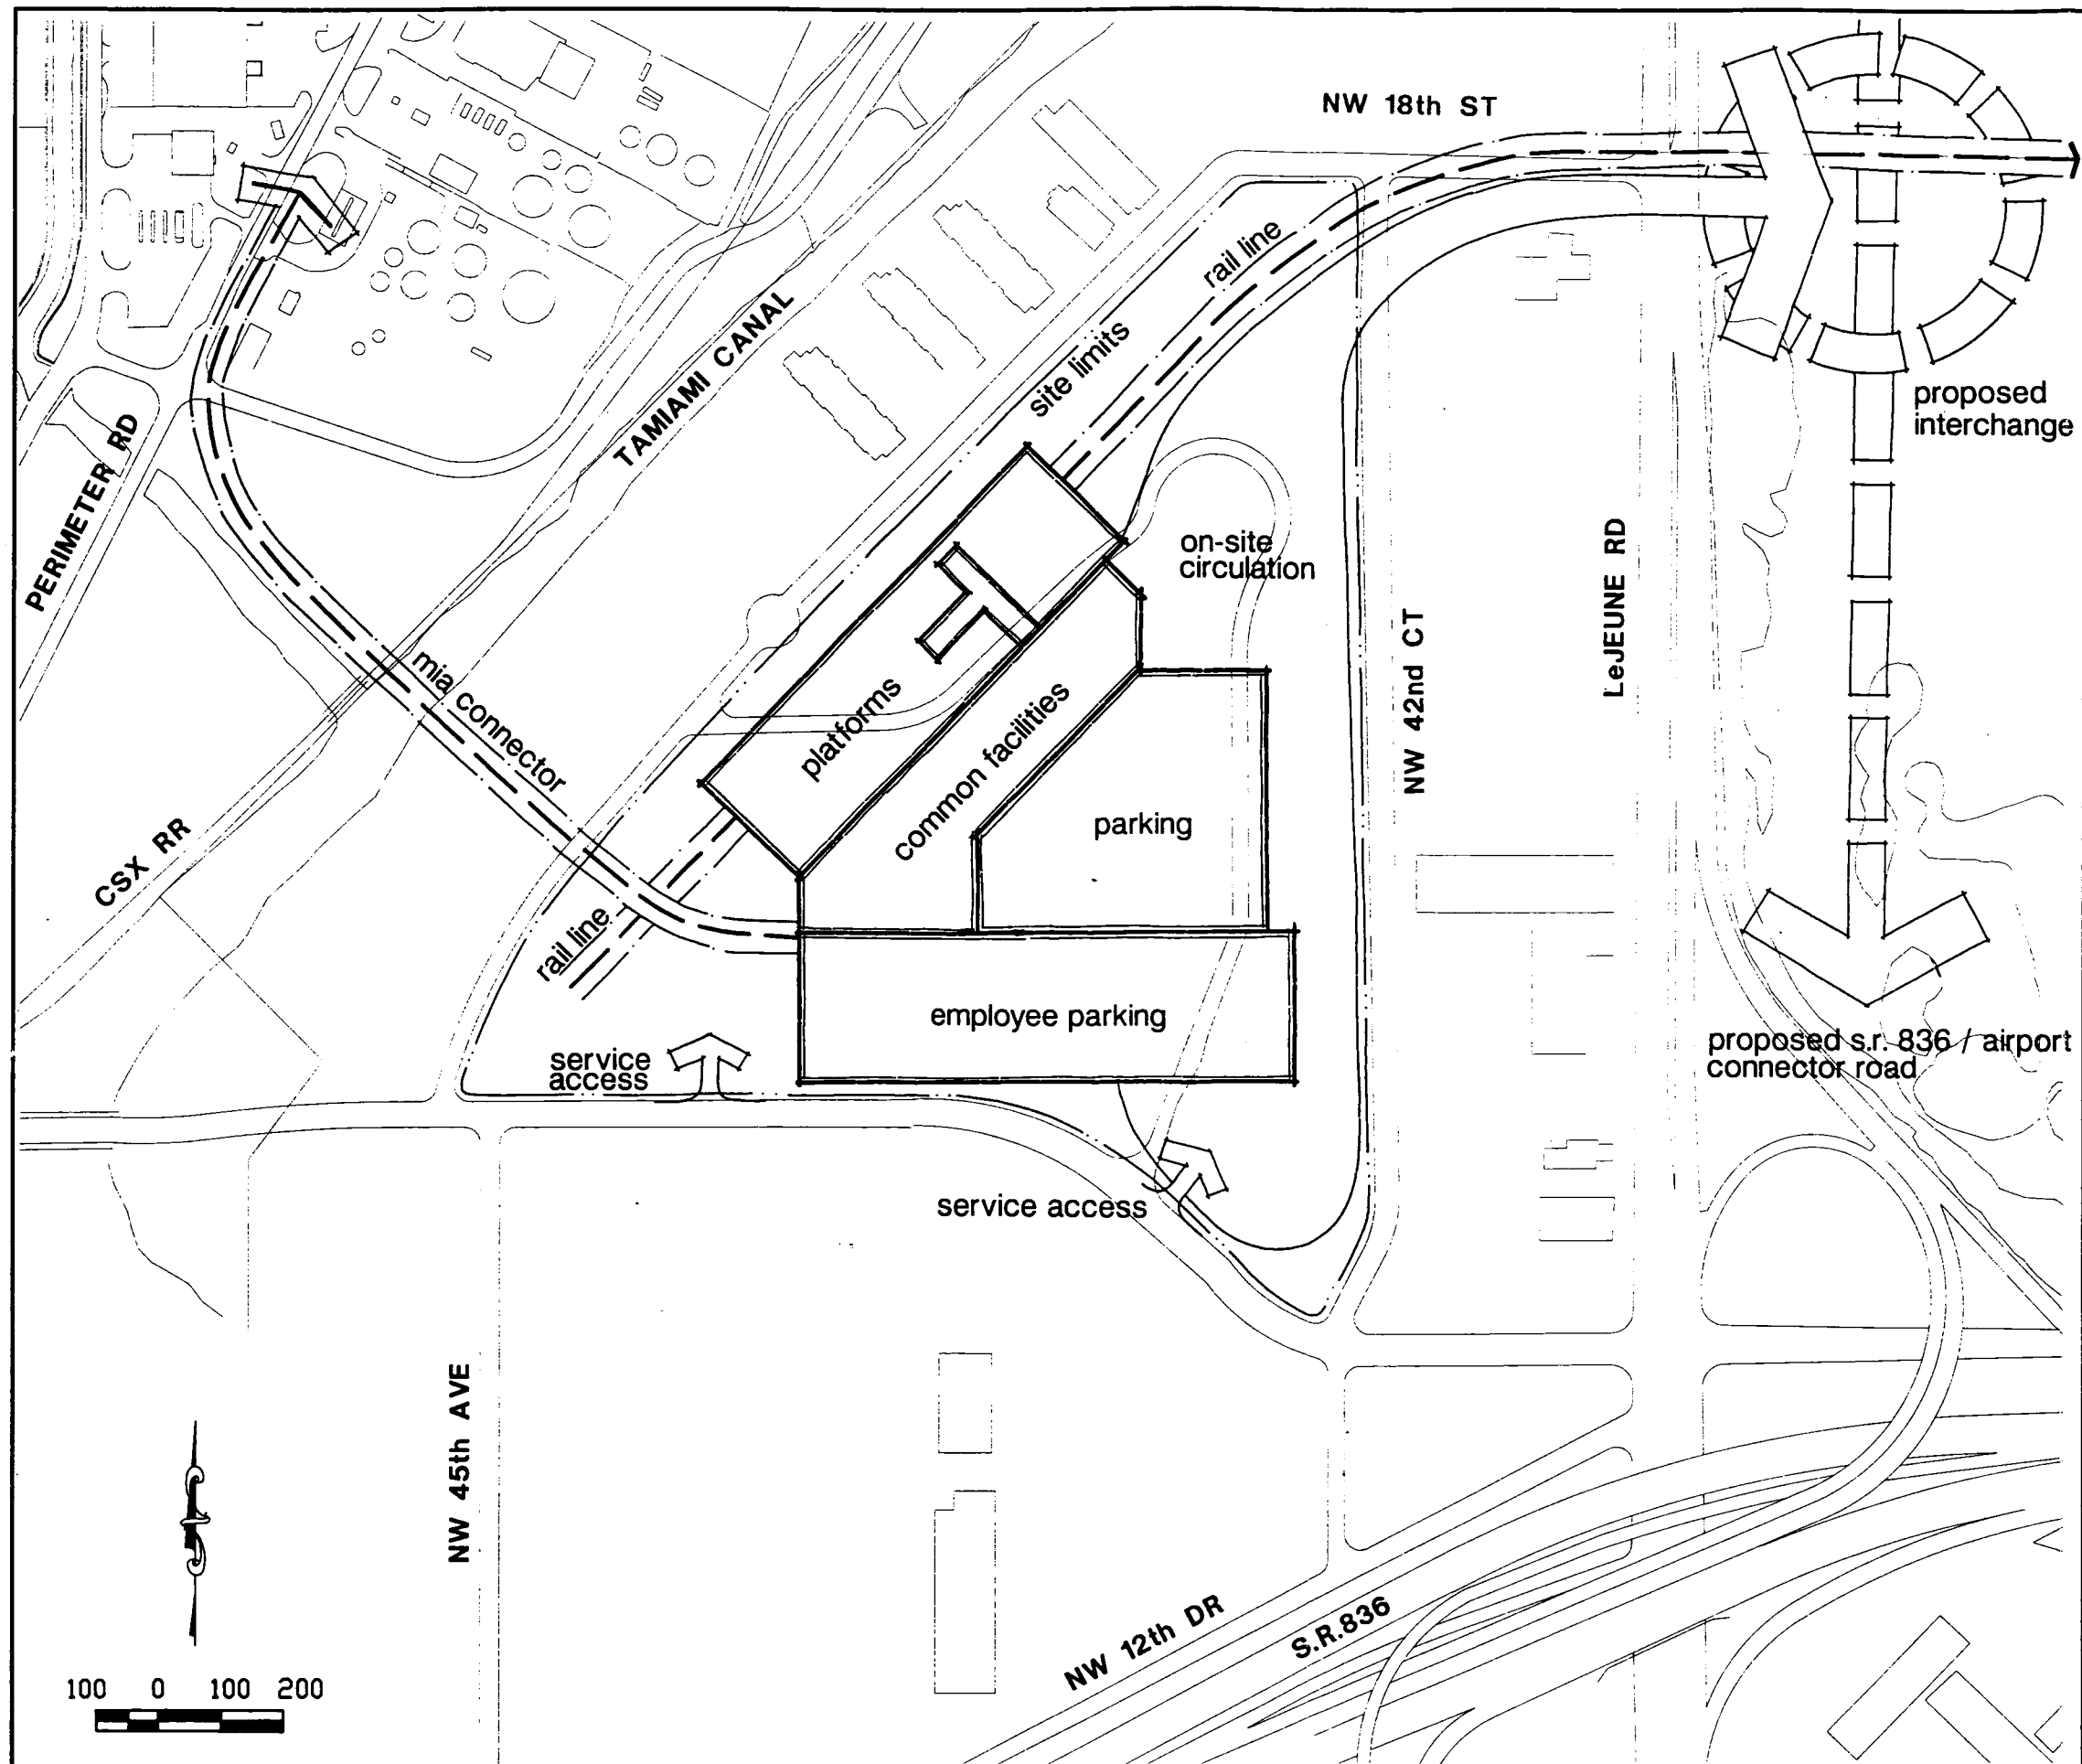 NW 18th ST
rail line
TAMIAMI CANAL
site limits
proposed
interchange
PERIMETER RD
on-site
circulation
LeJEUNE RD
NW 42nd CT
mia connector
platforms
common facilities
parking
CSX RR
rail line
employee parking
service
access
proposed s.r. 836 / airport
connector road
service access
NW 45th AVE
NW 12th DR
S.R.836
100 0 100 200